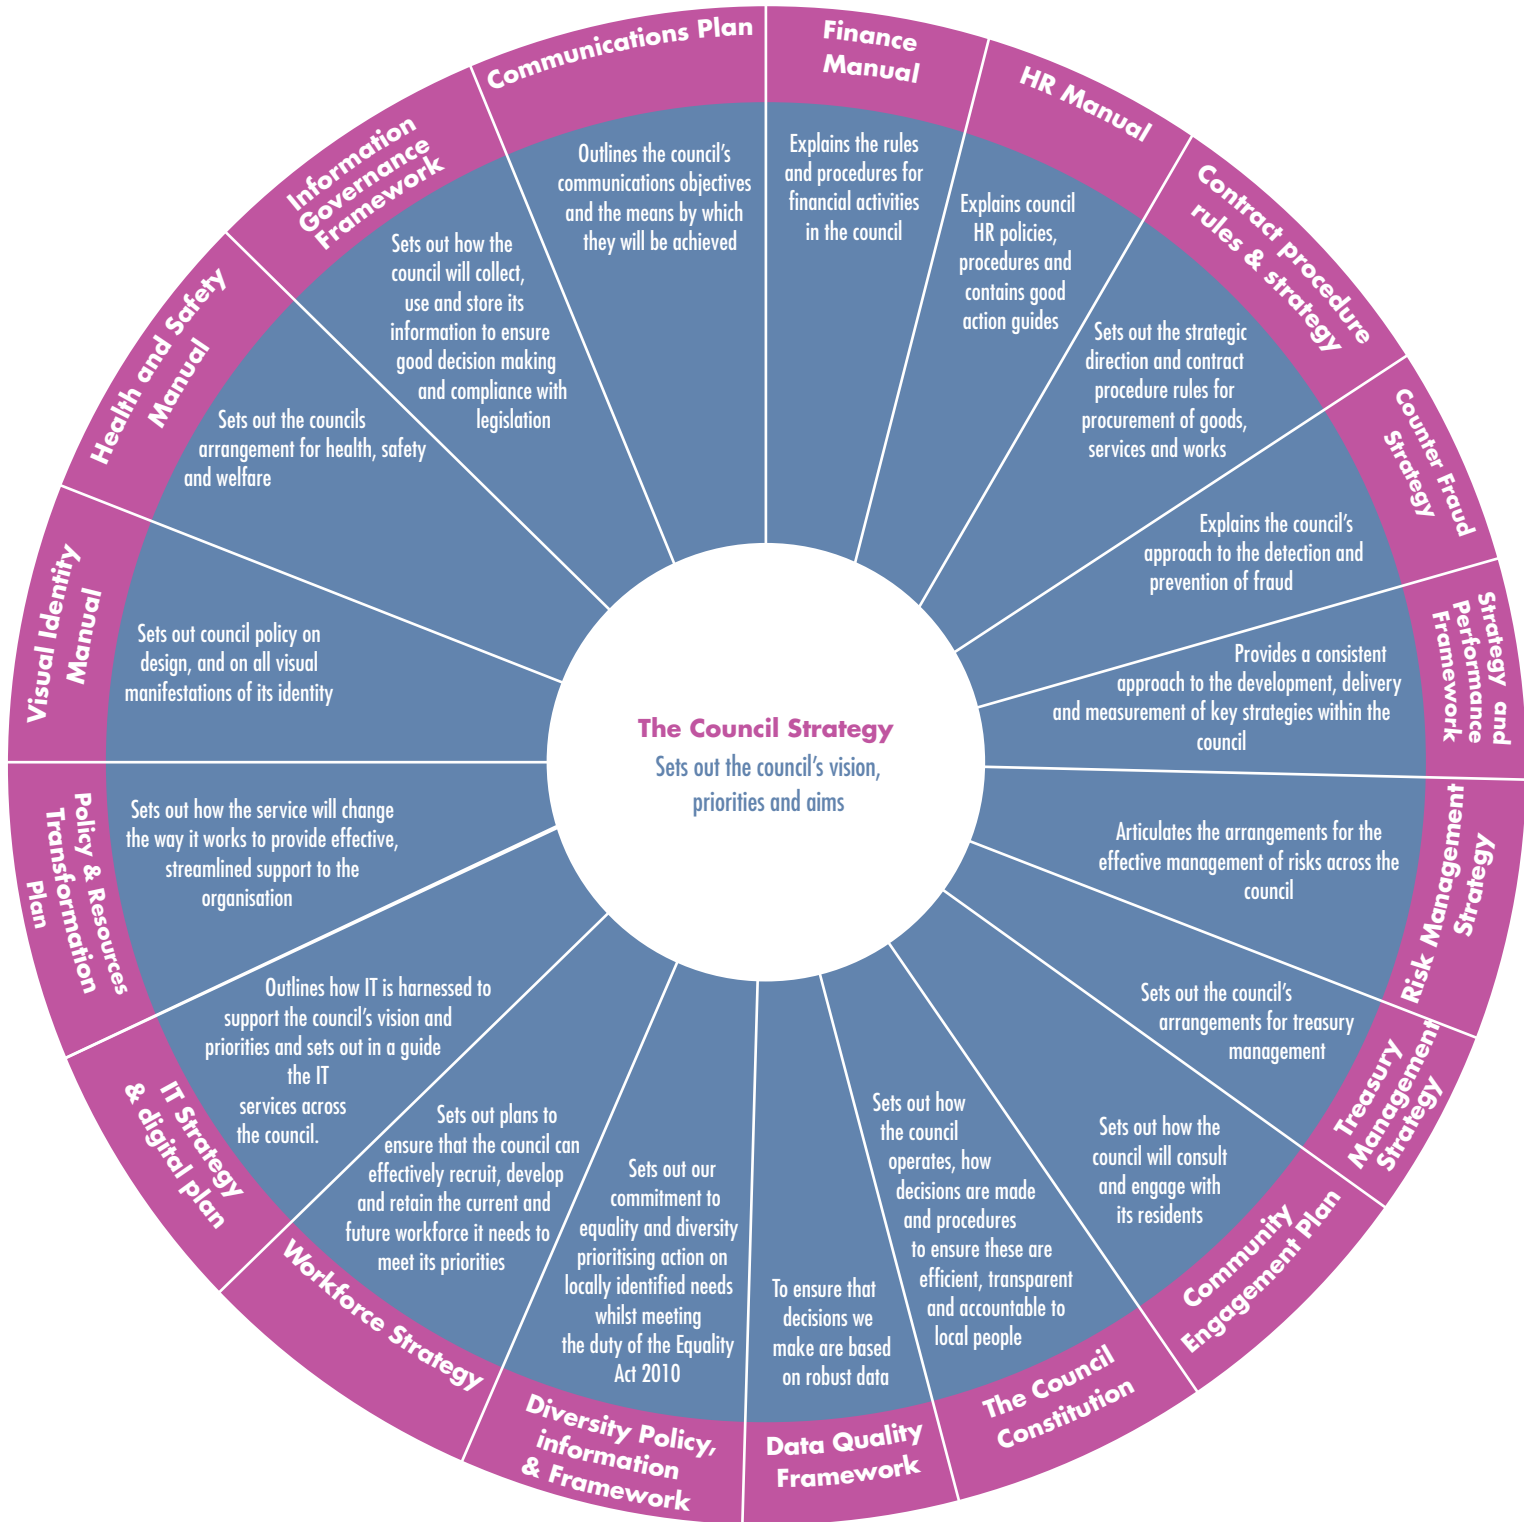 The Council Strategy
Sets out the council’s vision,
priorities and aims
Finance
Manual
Explains the rules
and procedures for
financial activities
in the council
HR Manual
Explains council
HR policies,
procedures and
contains good
action guides
Contract procedure
rules & strategy
Sets out the strategic
direction and contract
procedure rules for
procurement of goods,
services and works
Counter Fraud
Strategy
Explains the council’s
approach to the detection and
prevention of fraud
Strategy and
Performance
Framework
Provides a consistent
approach to the development, delivery
and measurement of key strategies within the
council
Risk Management
Strategy
Articulates the arrangements for the
effective management of risks across the
council
Treasury
Management
Strategy
Sets out the council’s
arrangements for treasury
management
Community
Engagement Plan
Sets out how the
council will consult
and engage with
its residents
The Council
Constitution
Sets out how
the council
operates, how
decisions are made
and procedures
to ensure these are
efficient, transparent
and accountable to
local people
Data Quality
Framework
To ensure that
decisions we
make are based
on robust data
Diversity Policy,
information
& Framework
Sets out our
commitment to
equality and diversity
prioritising action on
locally identified needs
whilst meeting
the duty of the Equality
Act 2010
Workforce Strategy
Sets out plans to
ensure that the council can
effectively recruit, develop
and retain the current and
future workforce it needs to
meet its priorities
IT Strategy
& digital plan
Outlines how IT is harnessed to
support the council’s vision and
priorities and sets out in a guide
the IT
services across
the council.
Policy & Resources
Transformation
Plan
Sets out how the service will change
the way it works to provide effective,
streamlined support to the
organisation
Visual Identity
Manual
Sets out council policy on
design, and on all visual
manifestations of its identity
Health and Safety
Manual
Sets out the councils
arrangement for health, safety
and welfare
Information
Governance
Framework
Sets out how the
council will collect,
use and store its
information to ensure
good decision making
and compliance with
legislation
Communications Plan
Outlines the council’s
communications objectives
and the means by which
they will be achieved